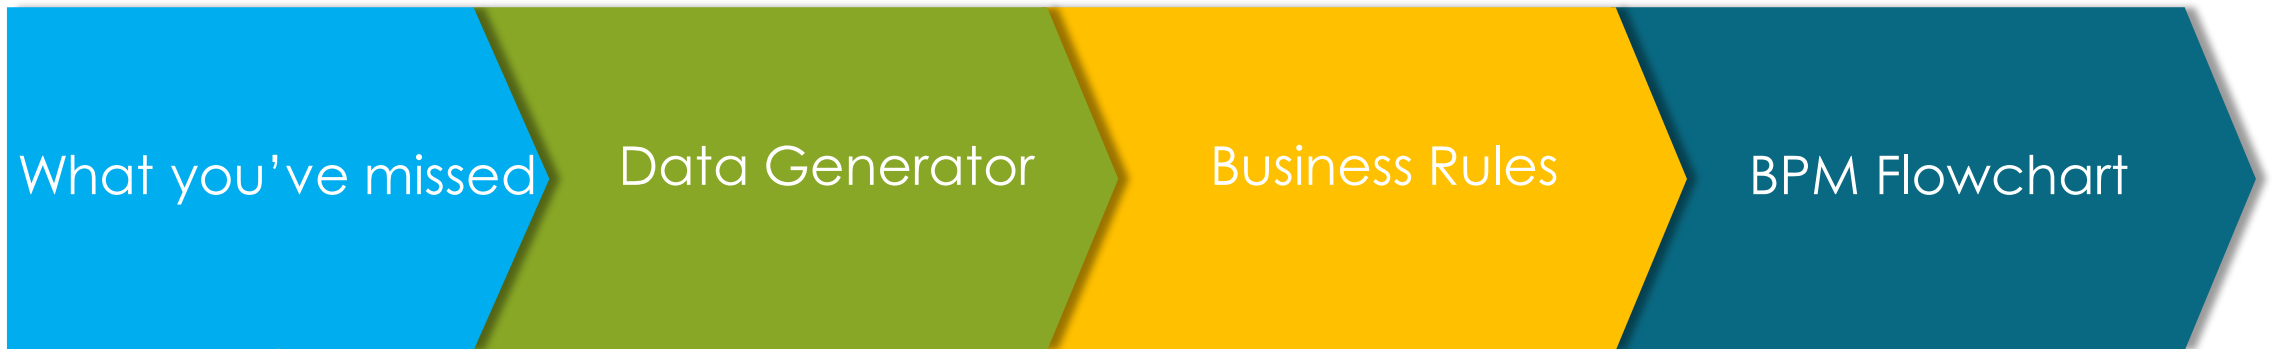 What you’ve missed
Data Generator
Business Rules
BPM Flowchart